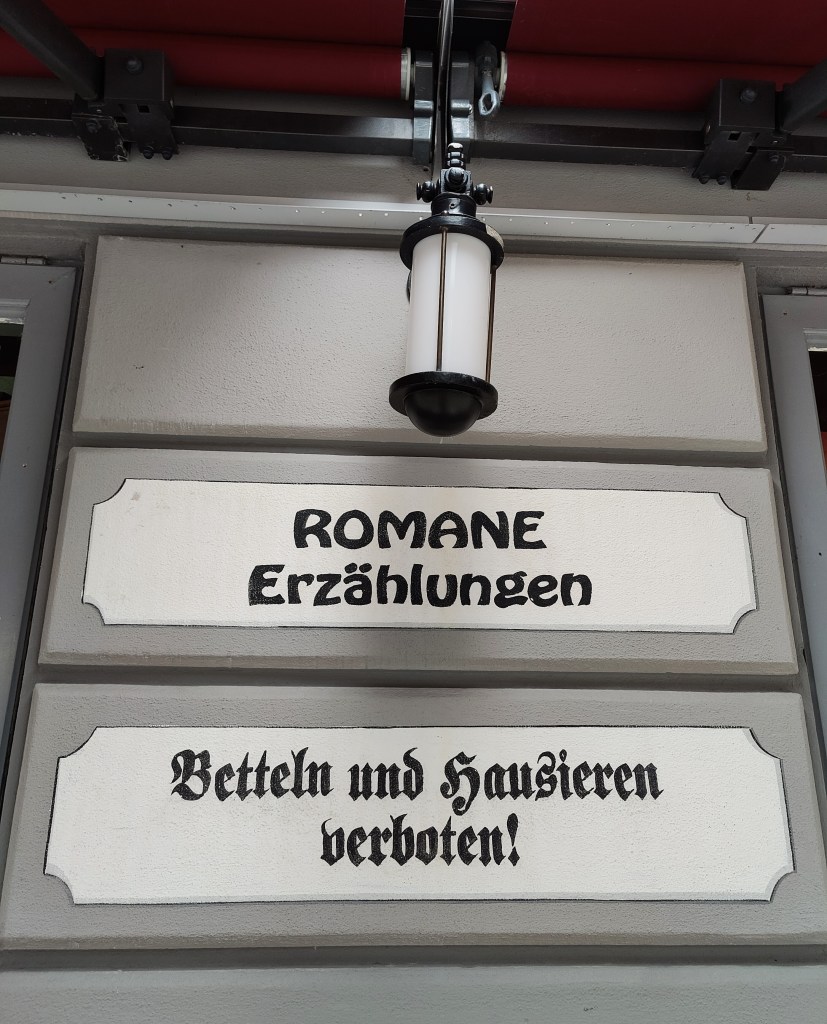 ROMANE
Erzählungen
Betteln und Hausieren
verboten!